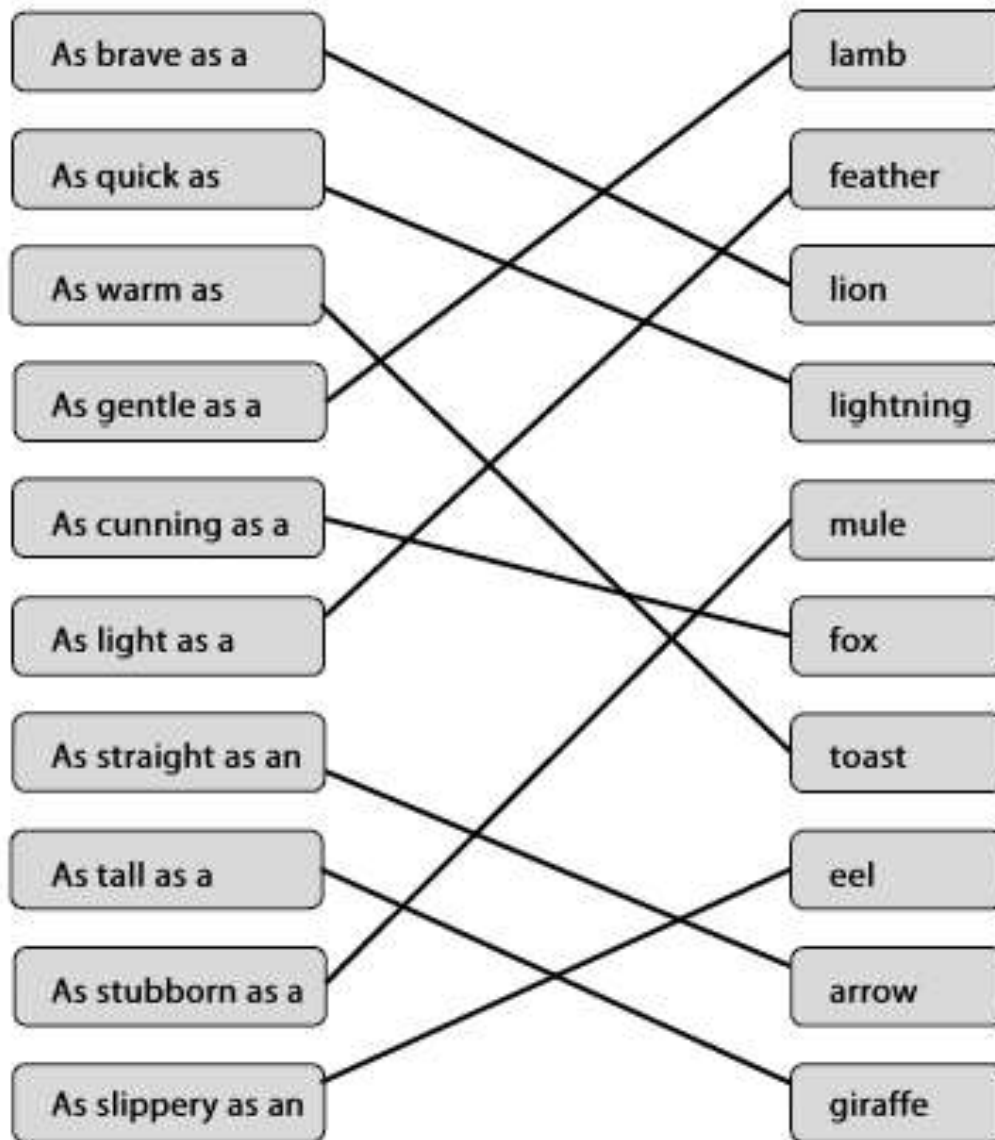 As brave as a
lamb
As quick as
feather
As warm as
lion
As gentle as a
lightning
As cunning as a
mule
As light as a
fox
As straight as an
toast
As tall as a
eel
As stubborn as a
arrow
As slippery as an
giraffe